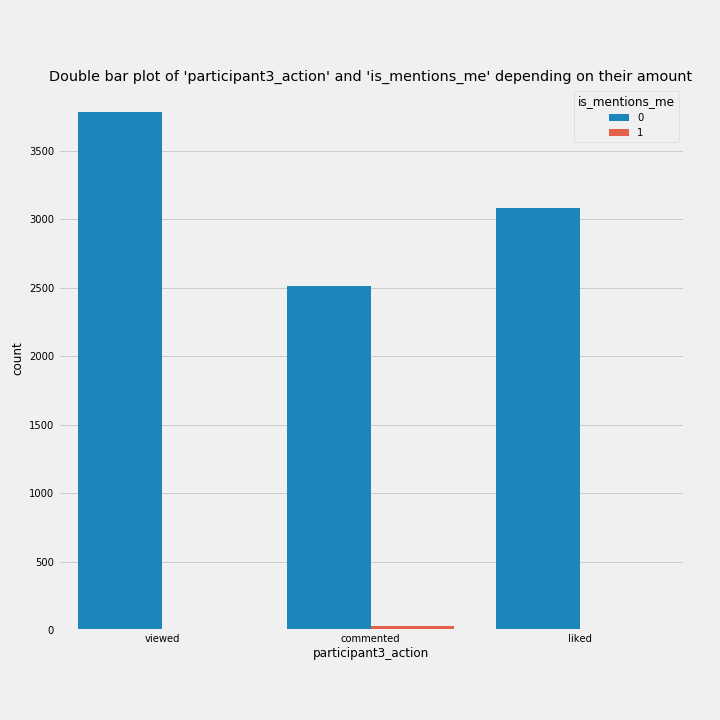 Double bar plot of 'participant3_action' and 'is_mentions_me' depending on their amount
is_mentions_me
0
1
3500
3000
2500
2000
1500
1000
500
0
count
viewed
commented
liked
participant3_action